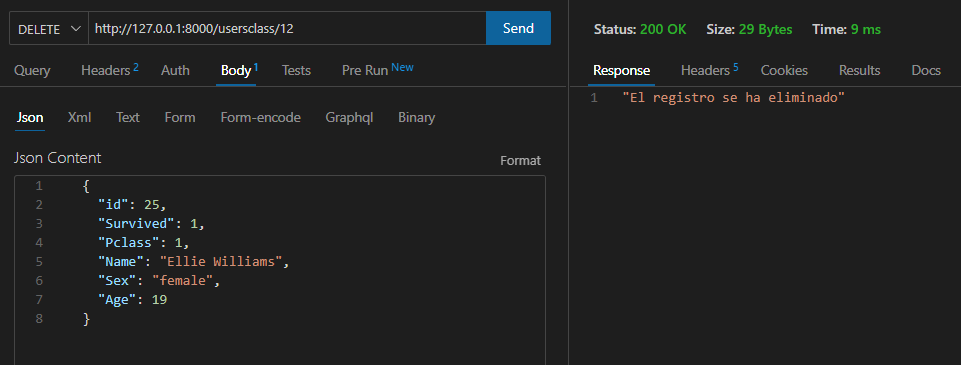 DELETE http://127.0.0.1:8000/usersclass/12 Send
Query Headers 2 Auth Body 1 Tests Pre Run New
Json Xml Text Form Form-encode Graphql Binary
Json Content Format
1 {
2 "id": 25,
3 "Survived": 1,
4 "Pclass": 1,
5 "Name": "Ellie Williams",
6 "Sex": "female",
7 "Age": 19
8 }
Status: 200 OK Size: 29 Bytes Time: 9 ms
Response Headers 5 Cookies Results Docs
1 "El registro se ha eliminado"